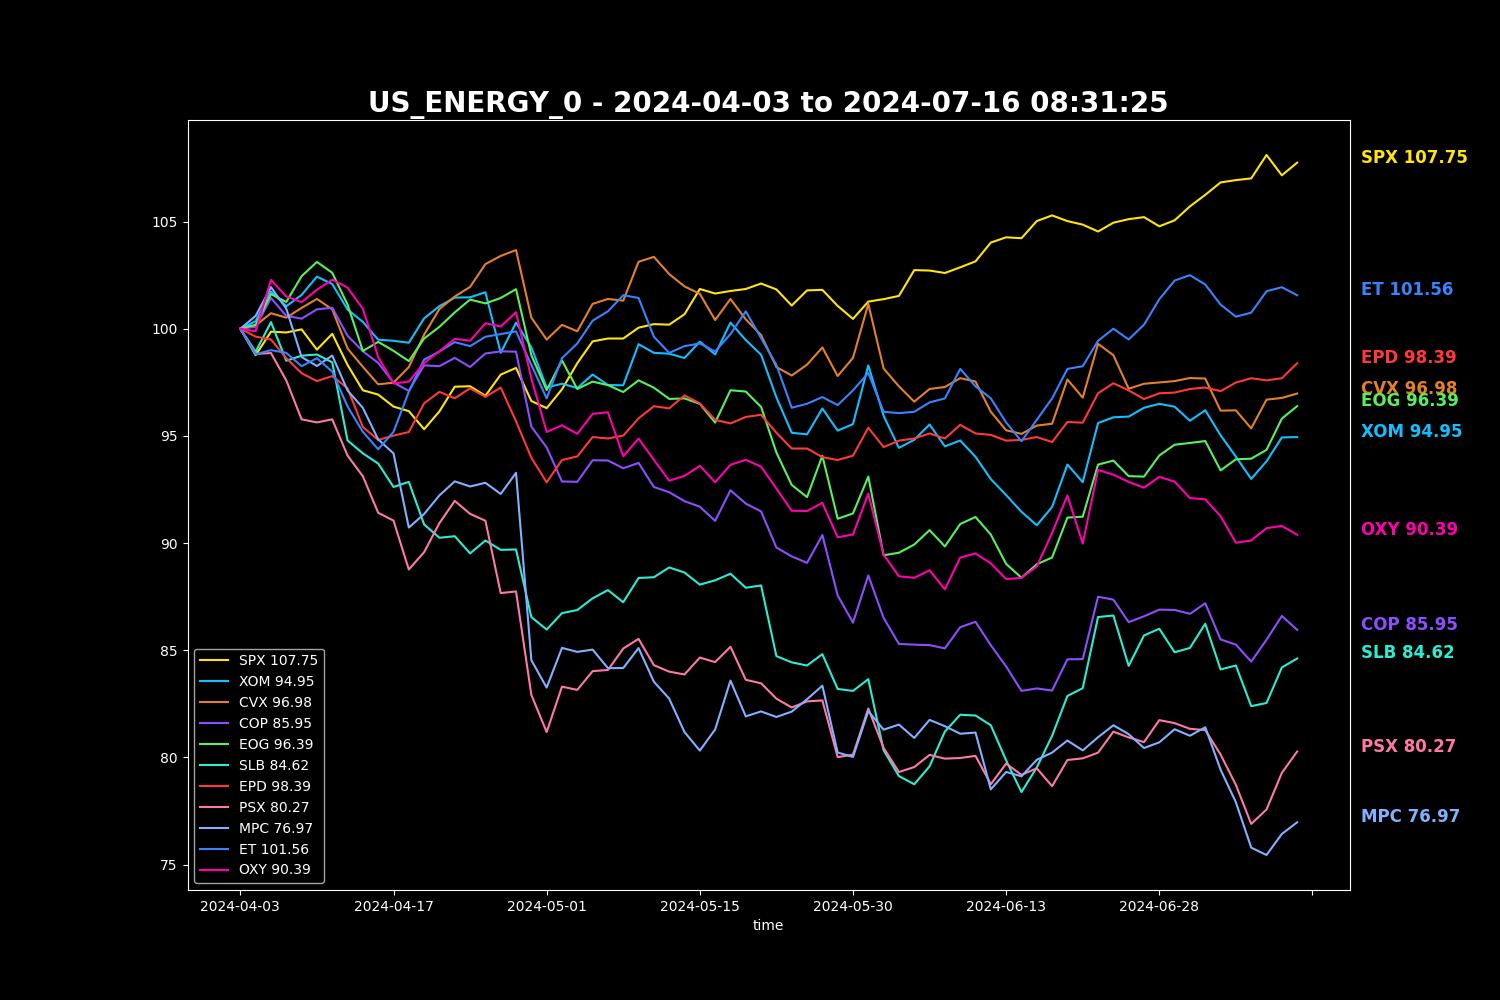 US_ENERGY_0 - 2024-04-03 to 2024-07-16 08:31:25
SPX 107.75
105
ET 101.56
100
EPD 98.39
CVX 96.98
EOG 96.39
95
XOM 94.95
OXY 90.39
90
COP 85.95
85
SLB 84.62
80
PSX 80.27
MPC 76.97
75
SPX 107.75
XOM 94.95
CVX 96.98
COP 85.95
EOG 96.39
SLB 84.62
EPD 98.39
PSX 80.27
MPC 76.97
ET 101.56
OXY 90.39
2024-04-03 2024-04-17 2024-05-01 2024-05-15 2024-05-30 2024-06-13 2024-06-28
time